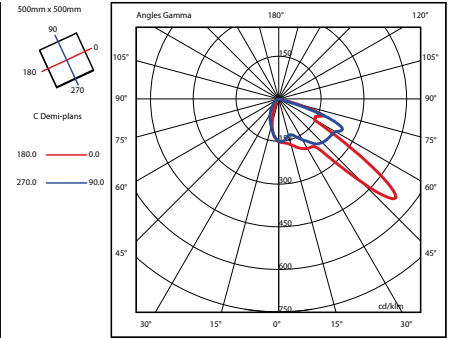 500mm x 500mm
90
0
180
270
C Demi-plans
180.0 0.0
270.0 90.0
Angles Gamma 180° 120°
105° 150 105°
90° 90°
75° 150 75°
60° 300 60°
45° 450 45°
600
750 cd/klm
30° 15° 0° 15° 30°